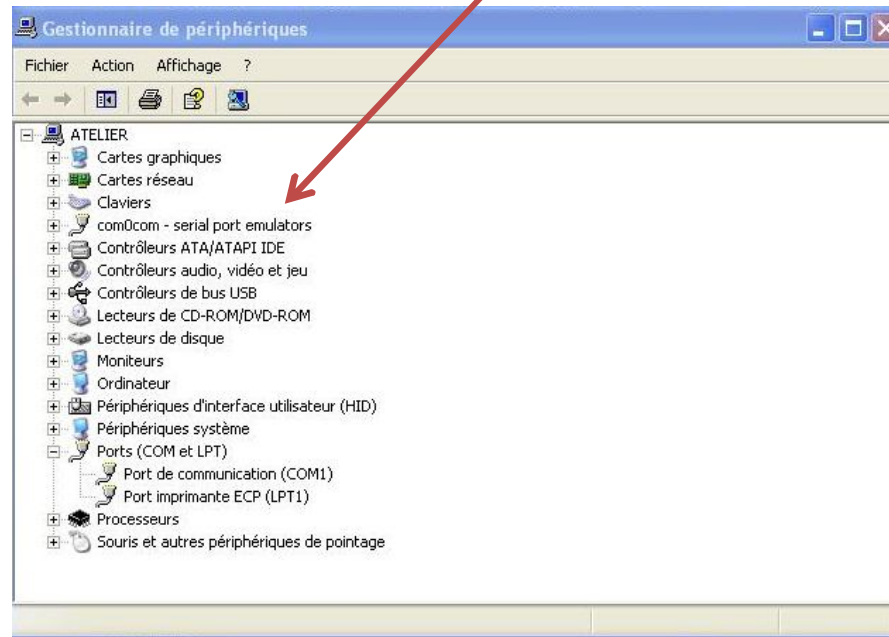 Gestionnaire de périphériques
Fichier Action Affichage ?
ATELIER
Cartes graphiques
Cartes réseau
Claviers
com0com - serial port emulators
Contrôleurs ATA/ATAPI IDE
Contrôleurs audio, vidéo et jeu
Contrôleurs de bus USB
Lecteurs de CD-ROM/DVD-ROM
Lecteurs de disque
Moniteurs
Ordinateur
Périphériques d'interface utilisateur (HID)
Périphériques système
Ports (COM et LPT)
Port de communication (COM1)
Port imprimante ECP (LPT1)
Processeurs
Souris et autres périphériques de pointage